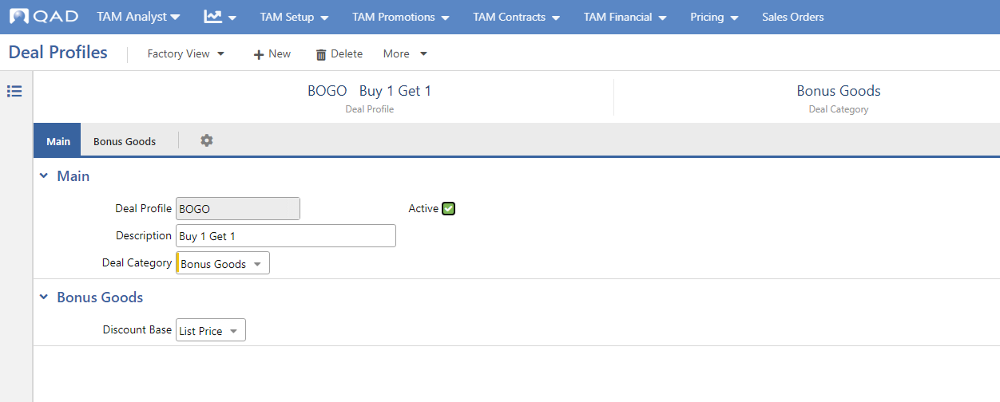 QAD TAM Analyst TAM Setup TAM Promotions TAM Contracts TAM Financial Pricing Sales Orders
Deal Profiles Factory View New Delete More
BOGO Buy 1 Get 1 Bonus Goods
Deal Profile Deal Category
Main Bonus Goods
Main
Deal Profile BOGO Active
Description Buy 1 Get 1
Deal Category Bonus Goods
Bonus Goods
Discount Base List Price